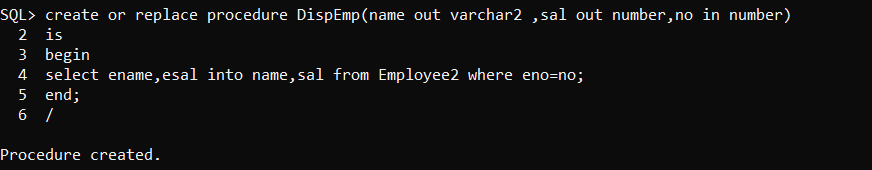 SQL> create or replace procedure DispEmp(name out varchar2 ,sal out number,no in number)
  2  is
  3  begin
  4  select ename,esal into name,sal from Employee2 where eno=no;
  5  end;
  6  /
Procedure created.